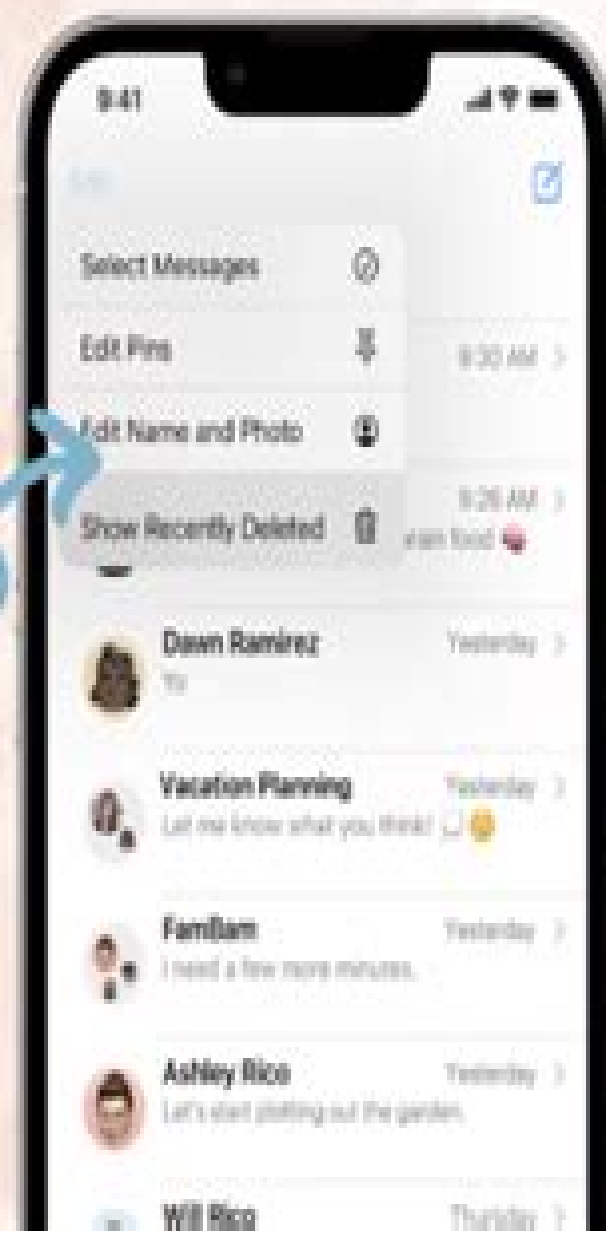 9:41
Select Messages
Edit Pins
9:30 AM
Edit Name and Photo
9:26 AM
Show Recently Deleted
food
Dawn Ramirez
Yesterday
Yo
Vacation Planning
Yesterday
Let me know what you think!
FamBam
Yesterday
I need a few more minutes.
Ashley Rico
Yesterday
Let's start plotting out the garden.
Will Rico
Thursday